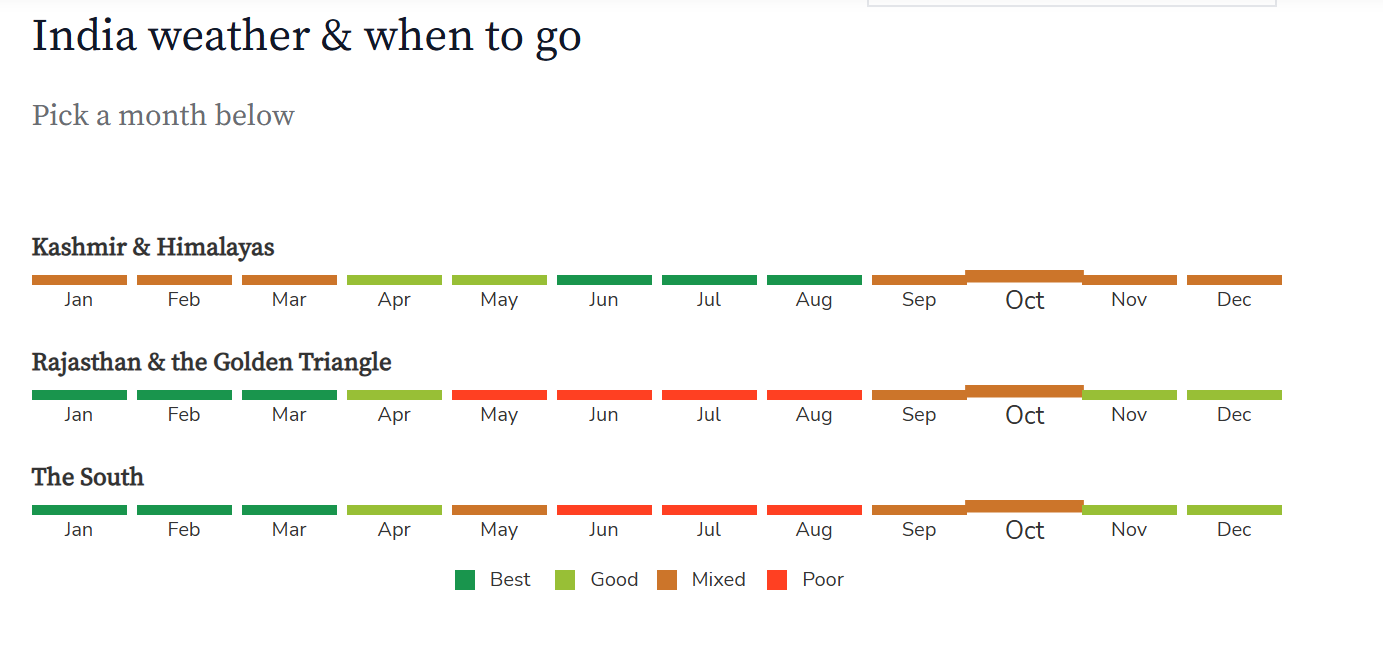 India weather & when to go
Pick a month below
Kashmir & Himalayas
Jan Feb Mar Apr May Jun Jul Aug Sep Oct Nov Dec
Rajasthan & the Golden Triangle
Jan Feb Mar Apr May Jun Jul Aug Sep Oct Nov Dec
The South
Jan Feb Mar Apr May Jun Jul Aug Sep Oct Nov Dec
Best Good Mixed Poor